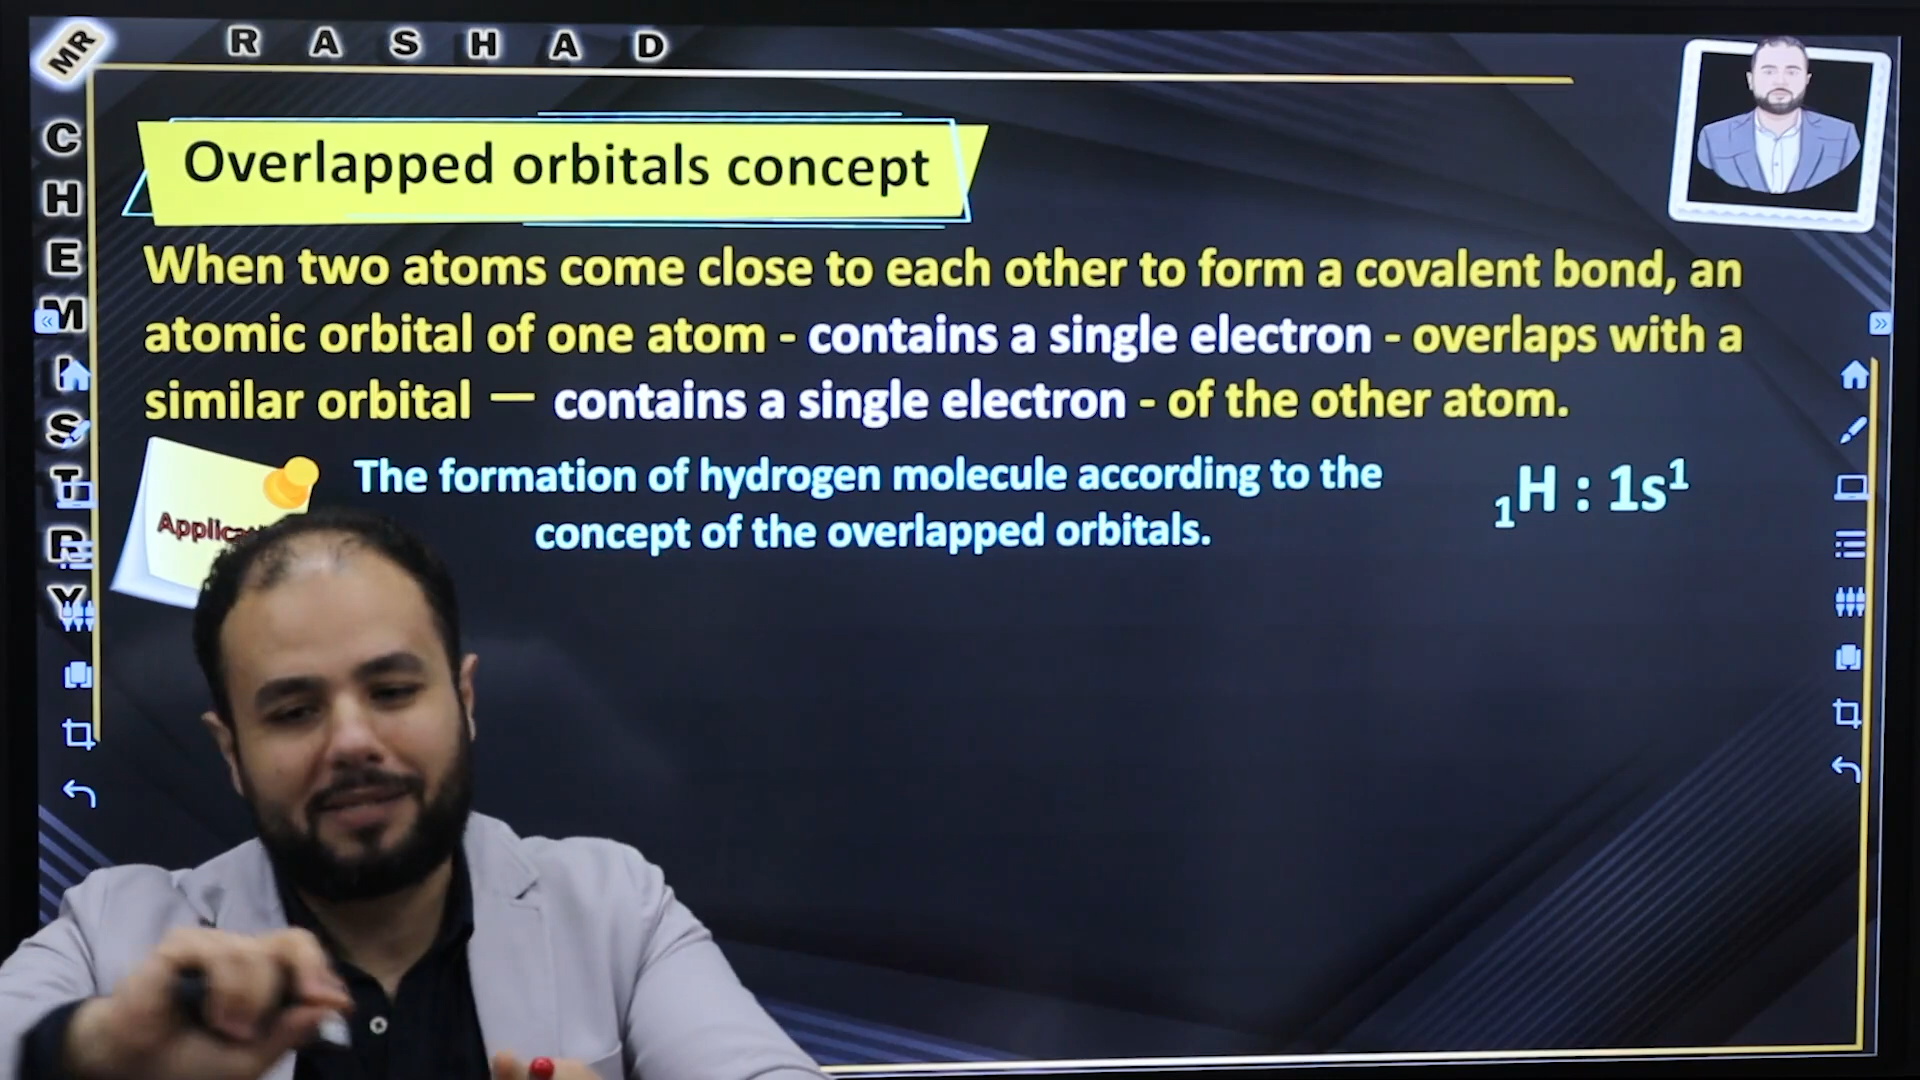 MR
R A S H A D
C H E M I S T R Y
Overlapped orbitals concept
When two atoms come close to each other to form a covalent bond, an
atomic orbital of one atom - contains a single electron - overlaps with a
similar orbital — contains a single electron - of the other atom.
The formation of hydrogen molecule according to the
concept of the overlapped orbitals.
₁H : 1s¹